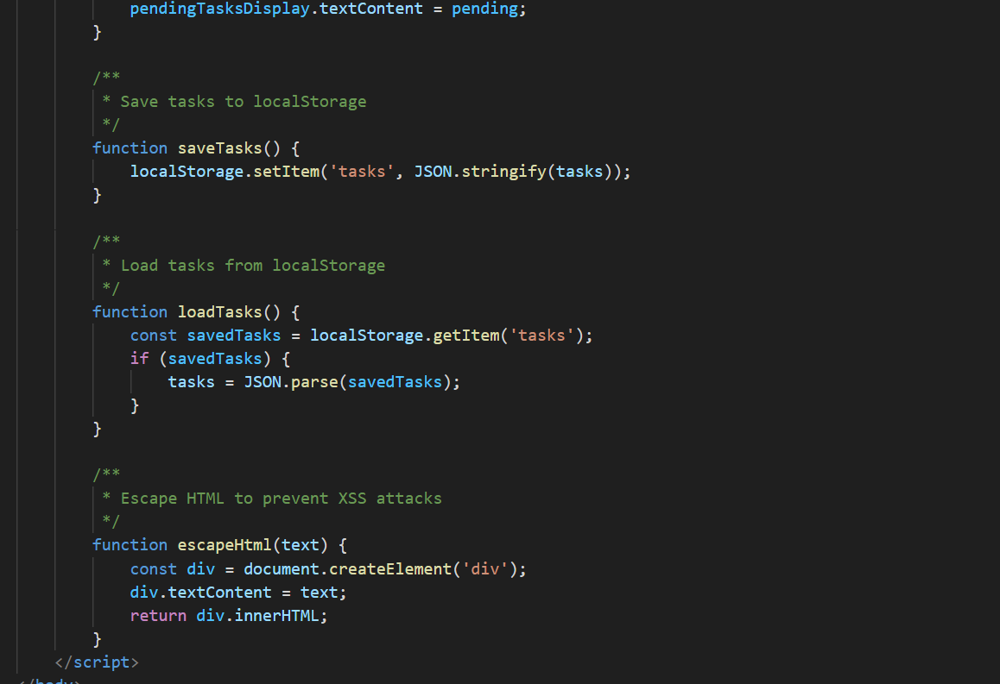 pendingTasksDisplay.textContent = pending;
}
/**
* Save tasks to localStorage
*/
function saveTasks() {
localStorage.setItem('tasks', JSON.stringify(tasks));
}
/**
* Load tasks from localStorage
*/
function loadTasks() {
const savedTasks = localStorage.getItem('tasks');
if (savedTasks) {
tasks = JSON.parse(savedTasks);
}
}
/**
* Escape HTML to prevent XSS attacks
*/
function escapeHtml(text) {
const div = document.createElement('div');
div.textContent = text;
return div.innerHTML;
}
</script>
</body>